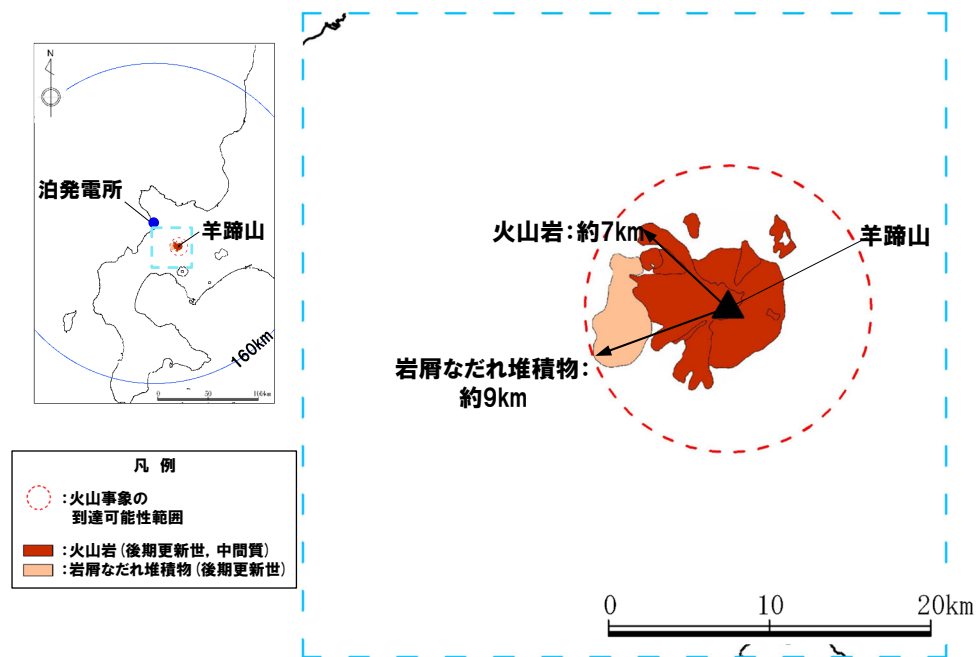 N
泊発電所
羊蹄山
160km
0 50 100km
凡 例
:火山事象の
到達可能性範囲
:火山岩(後期更新世, 中間質)
:岩屑なだれ堆積物(後期更新世)
火山岩:約7km
羊蹄山
岩屑なだれ堆積物:
約9km
0 10 20km